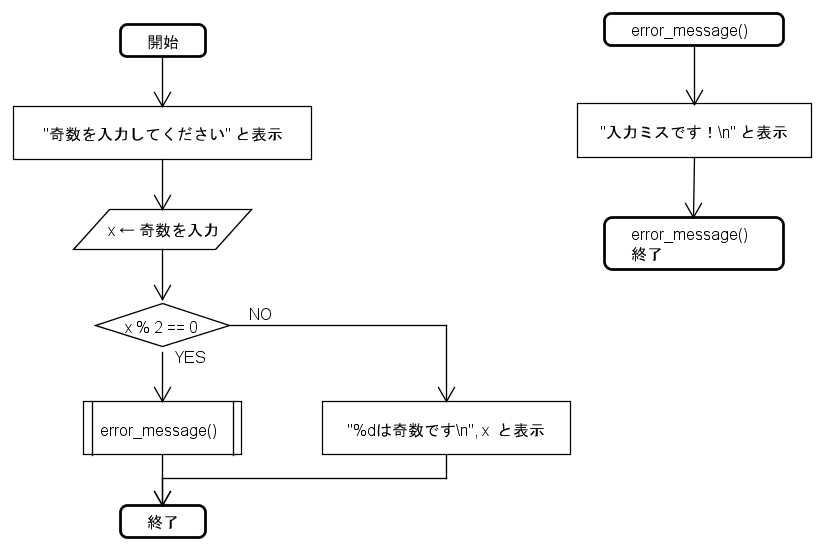 開始
"奇数を入力してください" と表示
x ← 奇数を入力
x % 2 == 0
NO
YES
error_message()
"%dは奇数です\n", x と表示
終了
error_message()
"入力ミスです！\n" と表示
error_message()
終了